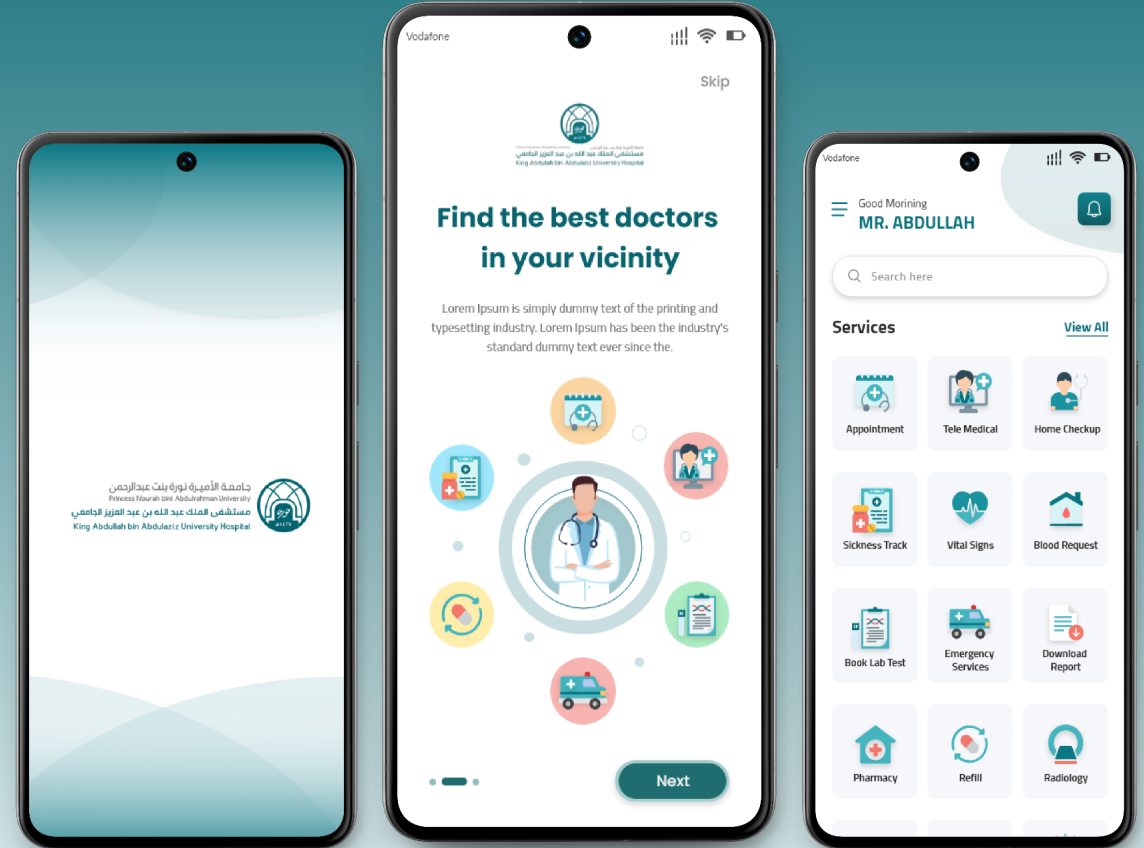 جامعة الأميـرة نورة بنت عبدالرحمن
Princess Nourah bint Abdulrahman University
مستشفى الملك عبد الله بن عبد العزيز الجامعي
King Abdullah bin Abdulaziz University Hospital
Vodafone
Skip
مستشفى الملك عبد الله بن عبد العزيز الجامعي
King Abdullah bin Abdulaziz University Hospital
Find the best doctors
in your vicinity
Lorem Ipsum is simply dummy text of the printing and
typesetting industry. Lorem Ipsum has been the industry's
standard dummy text ever since the.
Next
Vodafone
Good Morining
MR. ABDULLAH
Search here
Services
View All
Appointment
Tele Medical
Home Checkup
Sickness Track
Vital Signs
Blood Request
Book Lab Test
Emergency
Services
Download
Report
Pharmacy
Refill
Radiology